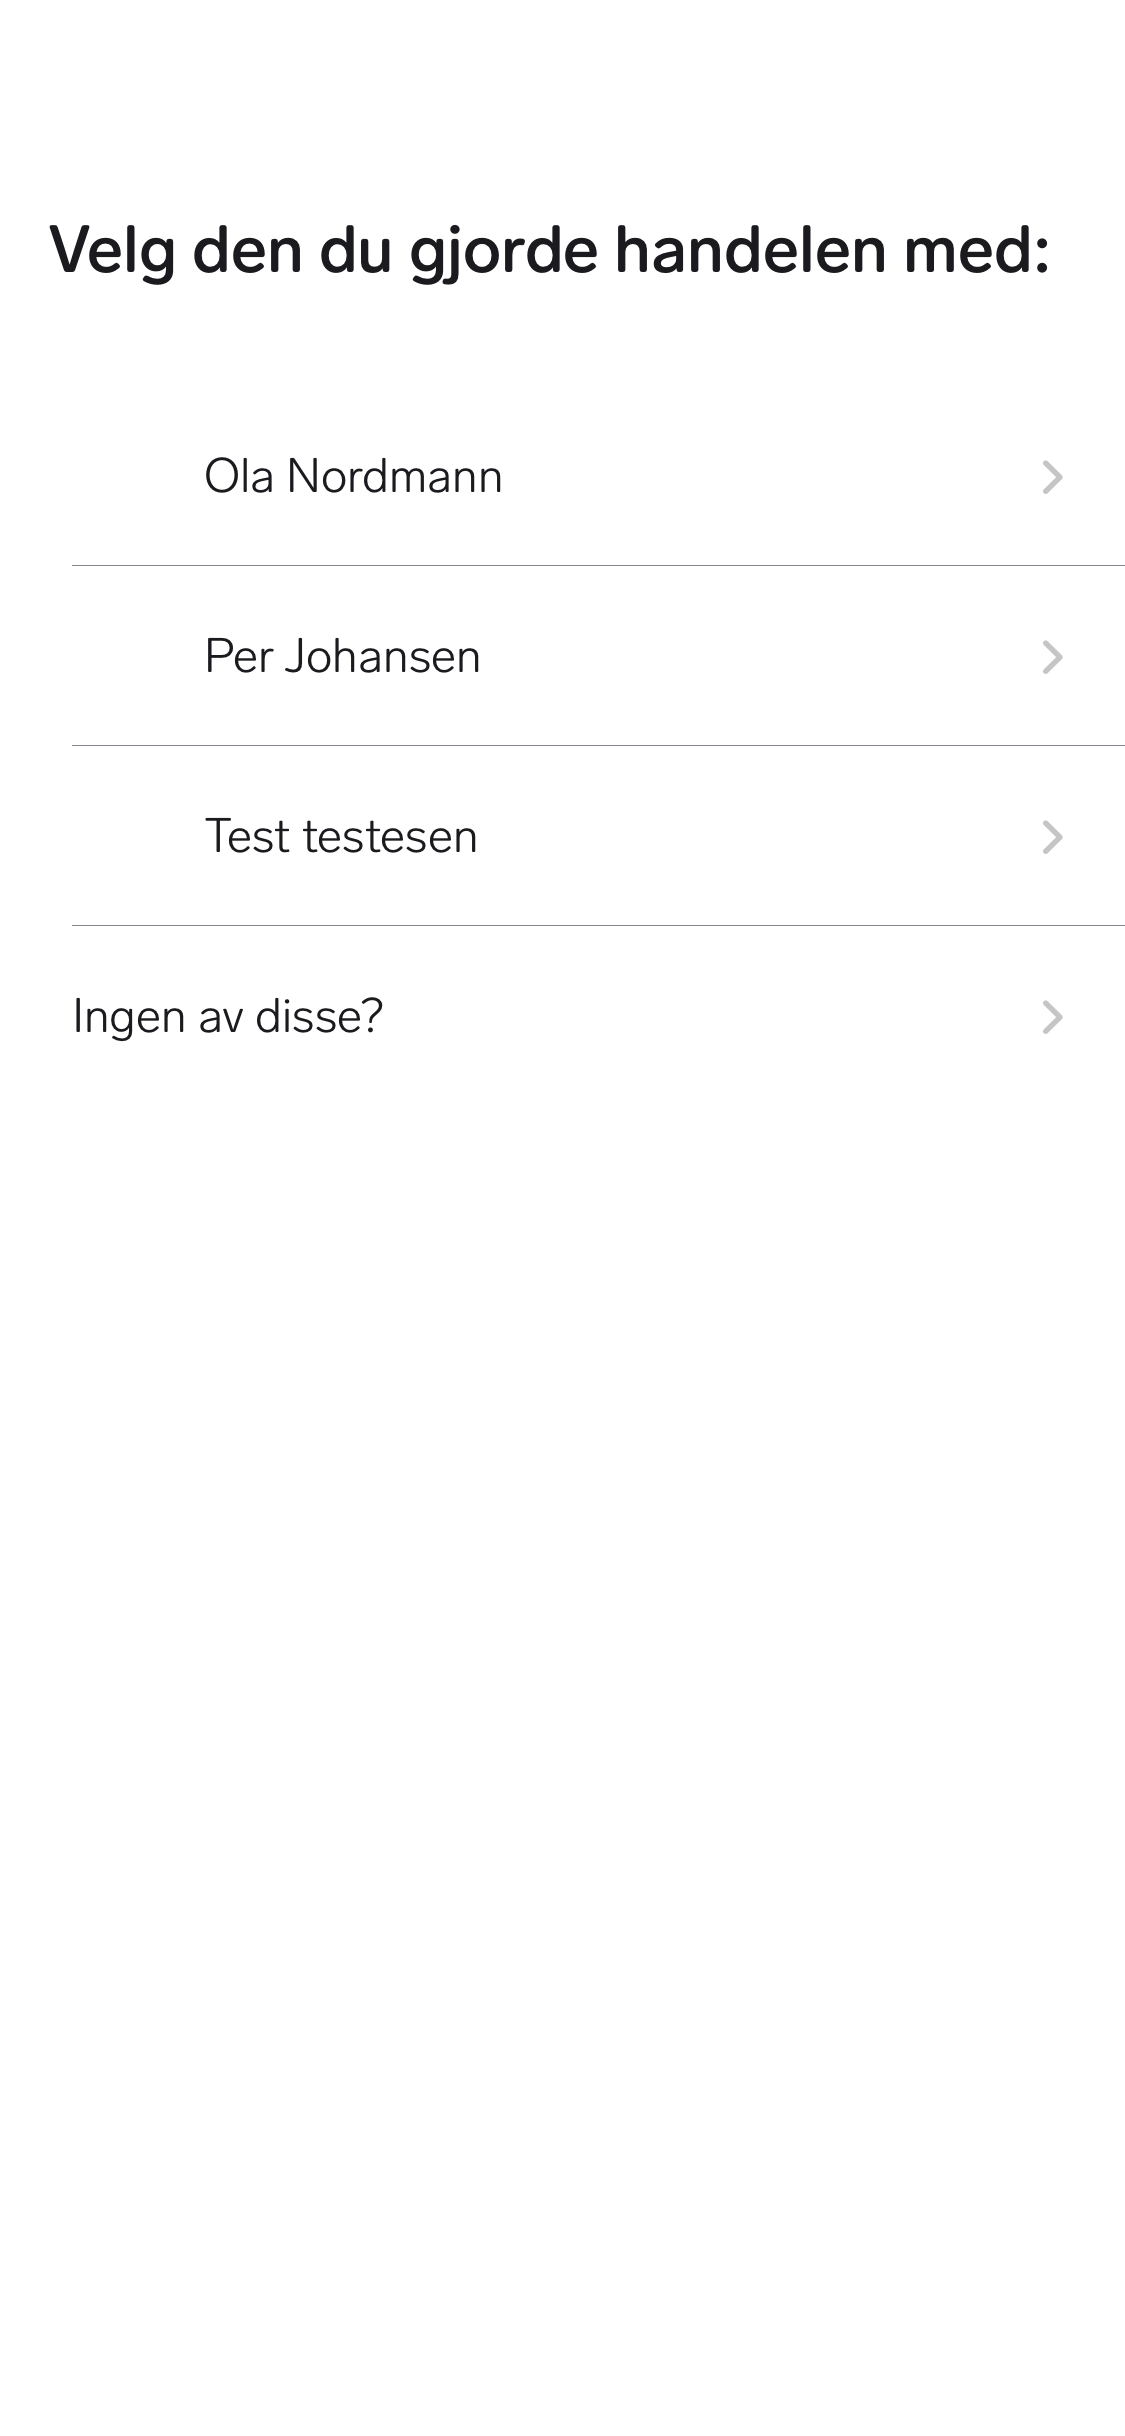 Velg den du gjorde handelen med:
Ola Nordmann
Per Johansen
Test testesen
Ingen av disse?